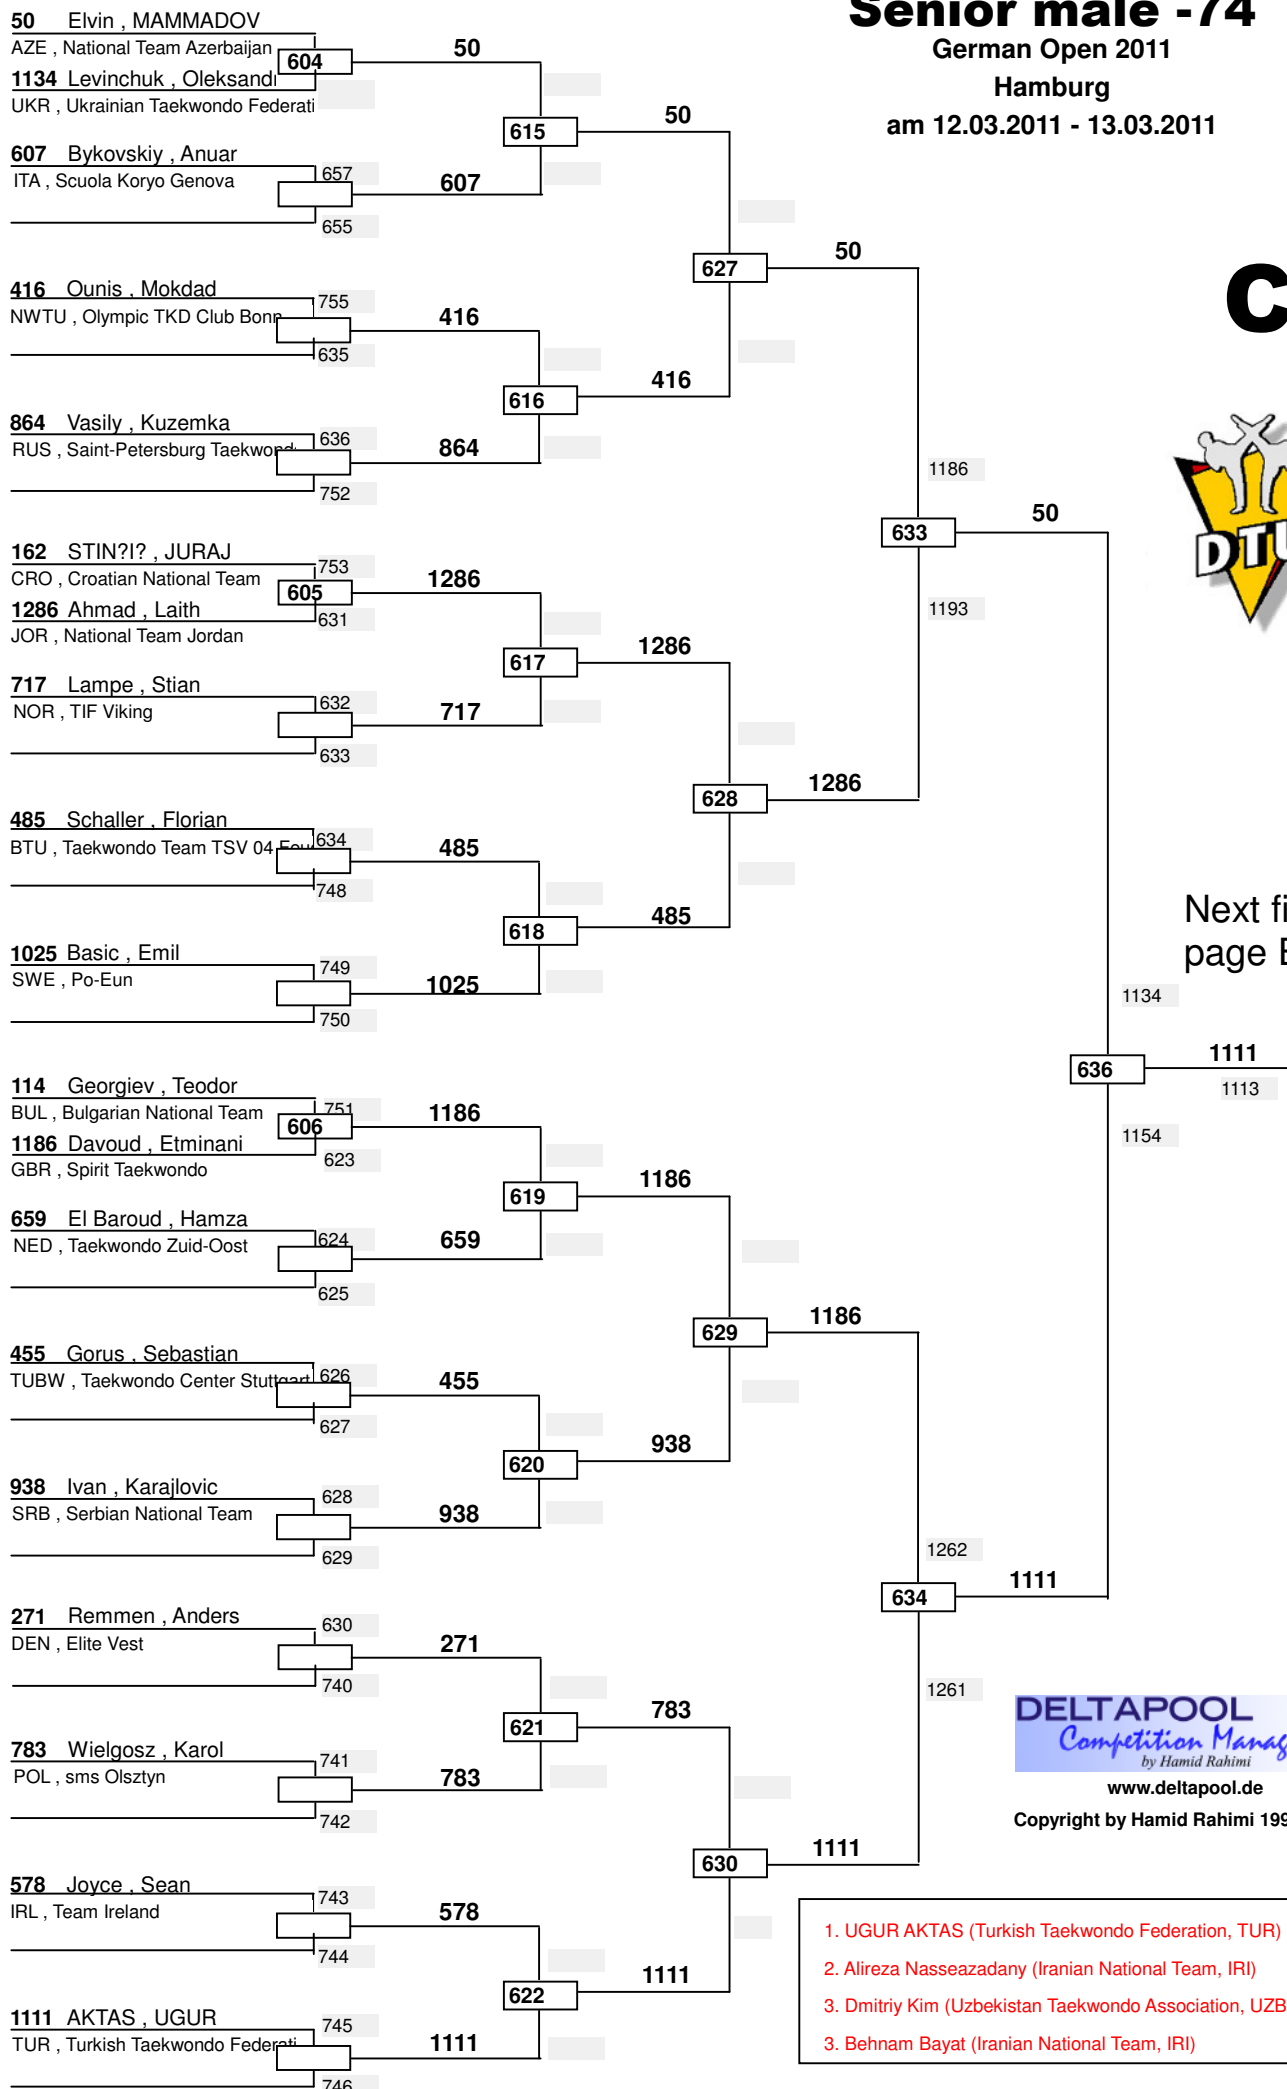 Senior male -74
German Open 2011
Hamburg
am 12.03.2011 - 13.03.2011
C
50 Elvin , MAMMADOV
AZE , National Team Azerbaijan
604
50
1134 Levinchuk , Oleksandr
UKR , Ukrainian Taekwondo Federati
615
50
607 Bykovskiy , Anuar
ITA , Scuola Koryo Genova
657
607
655
627
50
416 Ounis , Mokdad
NWTU , Olympic TKD Club Bonn
755
416
635
616
416
864 Vasily , Kuzemka
RUS , Saint-Petersburg Taekwond
636
864
752
1186
633
50
DTU
162 STIN?I? , JURAJ
CRO , Croatian National Team
753
605
1286
1286 Ahmad , Laith
JOR , National Team Jordan
631
1193
617
1286
717 Lampe , Stian
NOR , TIF Viking
632
717
633
628
1286
485 Schaller , Florian
BTU , Taekwondo Team TSV 04
634
485
748
618
485
Next fi
page E
1025 Basic , Emil
SWE , Po-Eun
749
1025
750
1134
636
1111
1113
1154
114 Georgiev , Teodor
BUL , Bulgarian National Team
751
606
1186
1186 Davoud , Etminani
GBR , Spirit Taekwondo
623
619
1186
659 El Baroud , Hamza
NED , Taekwondo Zuid-Oost
624
659
625
629
1186
455 Gorus , Sebastian
TUBW , Taekwondo Center Stuttgart
626
455
627
620
938
938 Ivan , Karajlovic
SRB , Serbian National Team
628
938
629
1262
634
1111
1261
271 Remmen , Anders
DEN , Elite Vest
630
271
740
621
783
783 Wielgosz , Karol
POL , sms Olsztyn
741
783
742
630
1111
578 Joyce , Sean
IRL , Team Ireland
743
578
744
622
1111
1111 AKTAS , UGUR
TUR , Turkish Taekwondo Federati
745
1111
746
DELTAPOOL
Competition Manag
by Hamid Rahimi
www.deltapool.de
Copyright by Hamid Rahimi 199
1. UGUR AKTAS (Turkish Taekwondo Federation, TUR)
2. Alireza Nasseazadany (Iranian National Team, IRI)
3. Dmitriy Kim (Uzbekistan Taekwondo Association, UZB
3. Behnam Bayat (Iranian National Team, IRI)